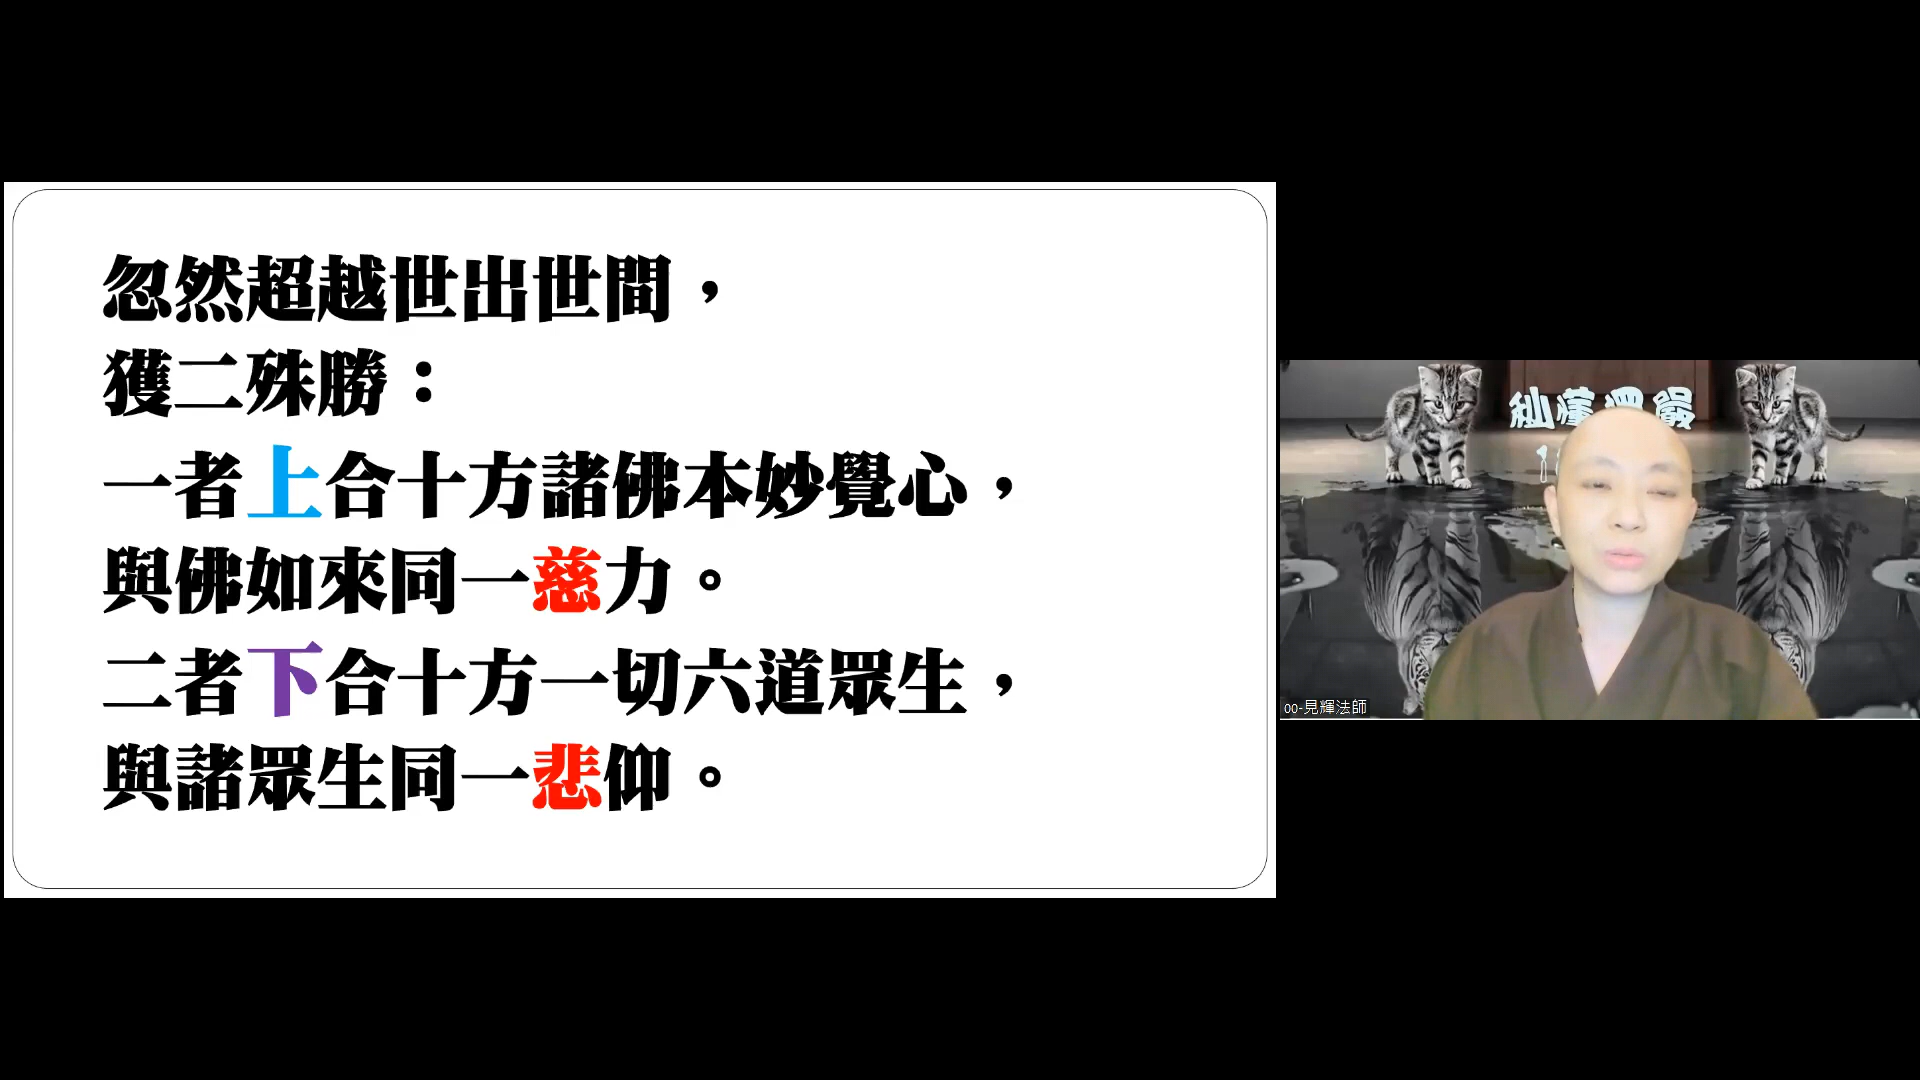 忽然超越世出世間，
獲二殊勝：
一者上合十方諸佛本妙覺心，
與佛如來同一慈力。
二者下合十方一切六道眾生，
與諸眾生同一悲仰。
嚴
00-見輝法師